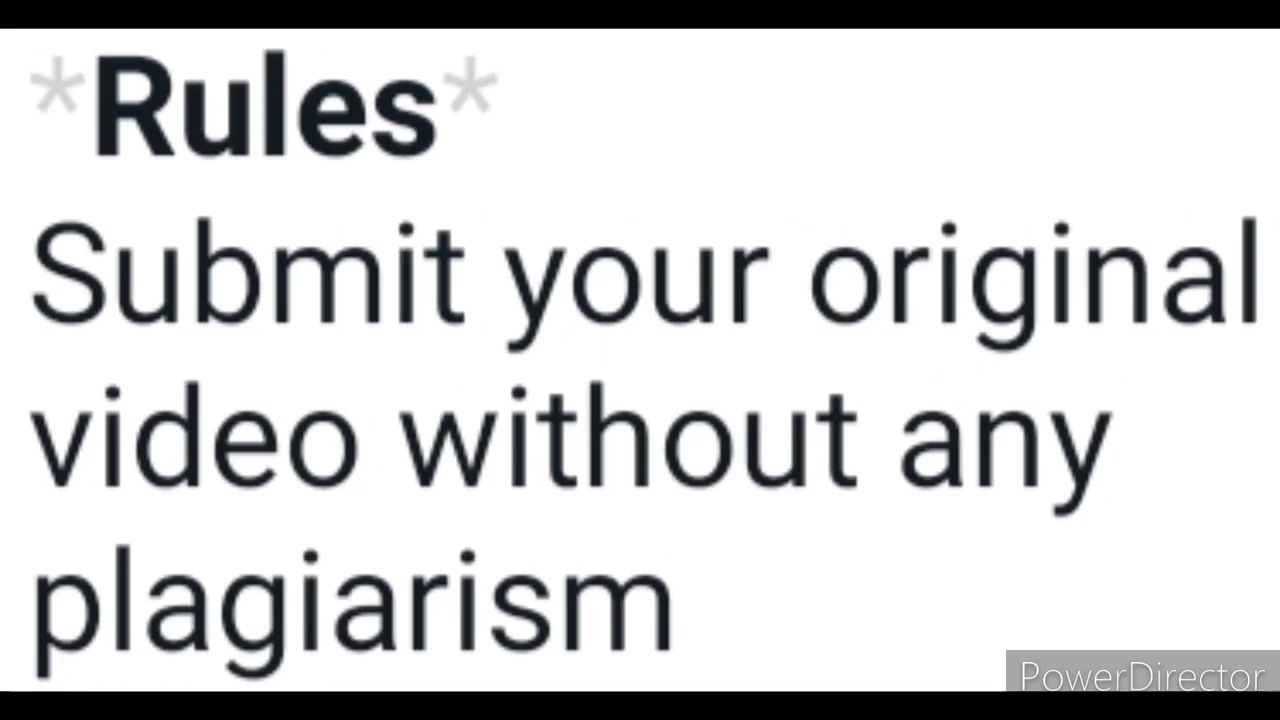 *Rules*
Submit your original
video without any
plagiarism
PowerDirector